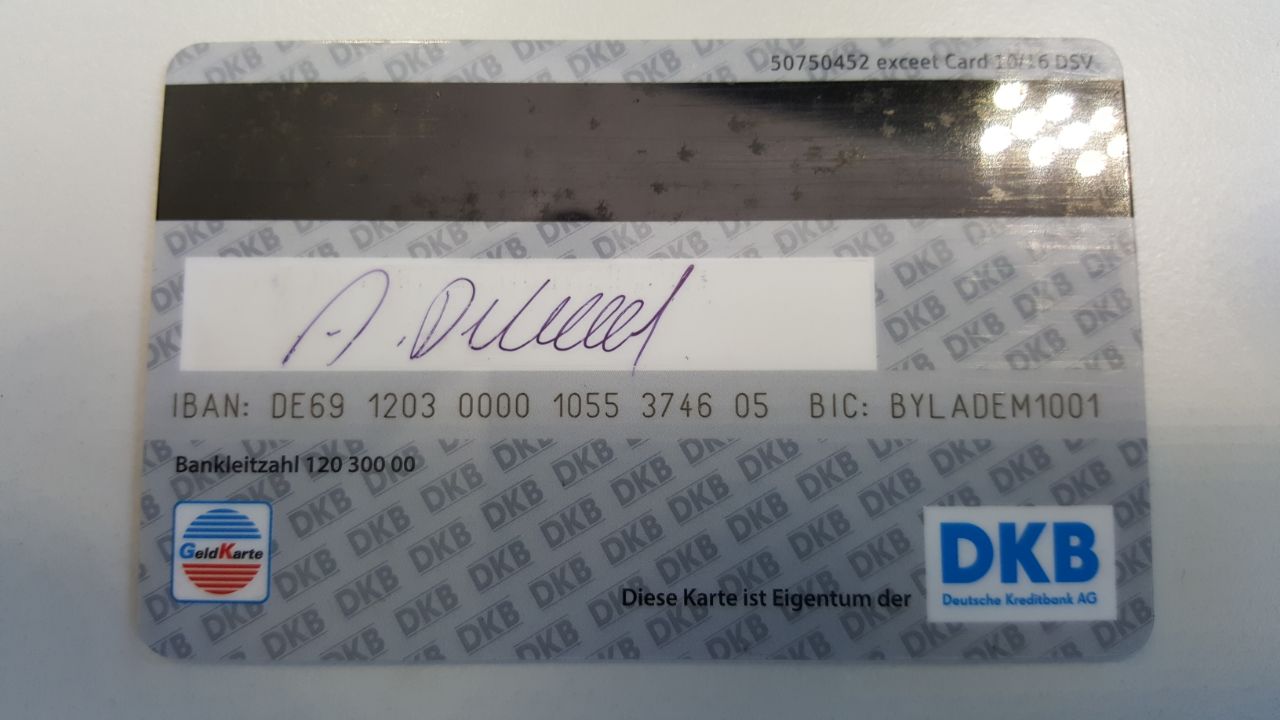 50750452 exceet Card 10/16 DSV
IBAN: DE69 1203 0000 1055 3746 05 BIC: BYLADEM1001
Bankleitzahl 120 300 00
GeldKarte
Diese Karte ist Eigentum der
DKB
Deutsche Kreditbank AG